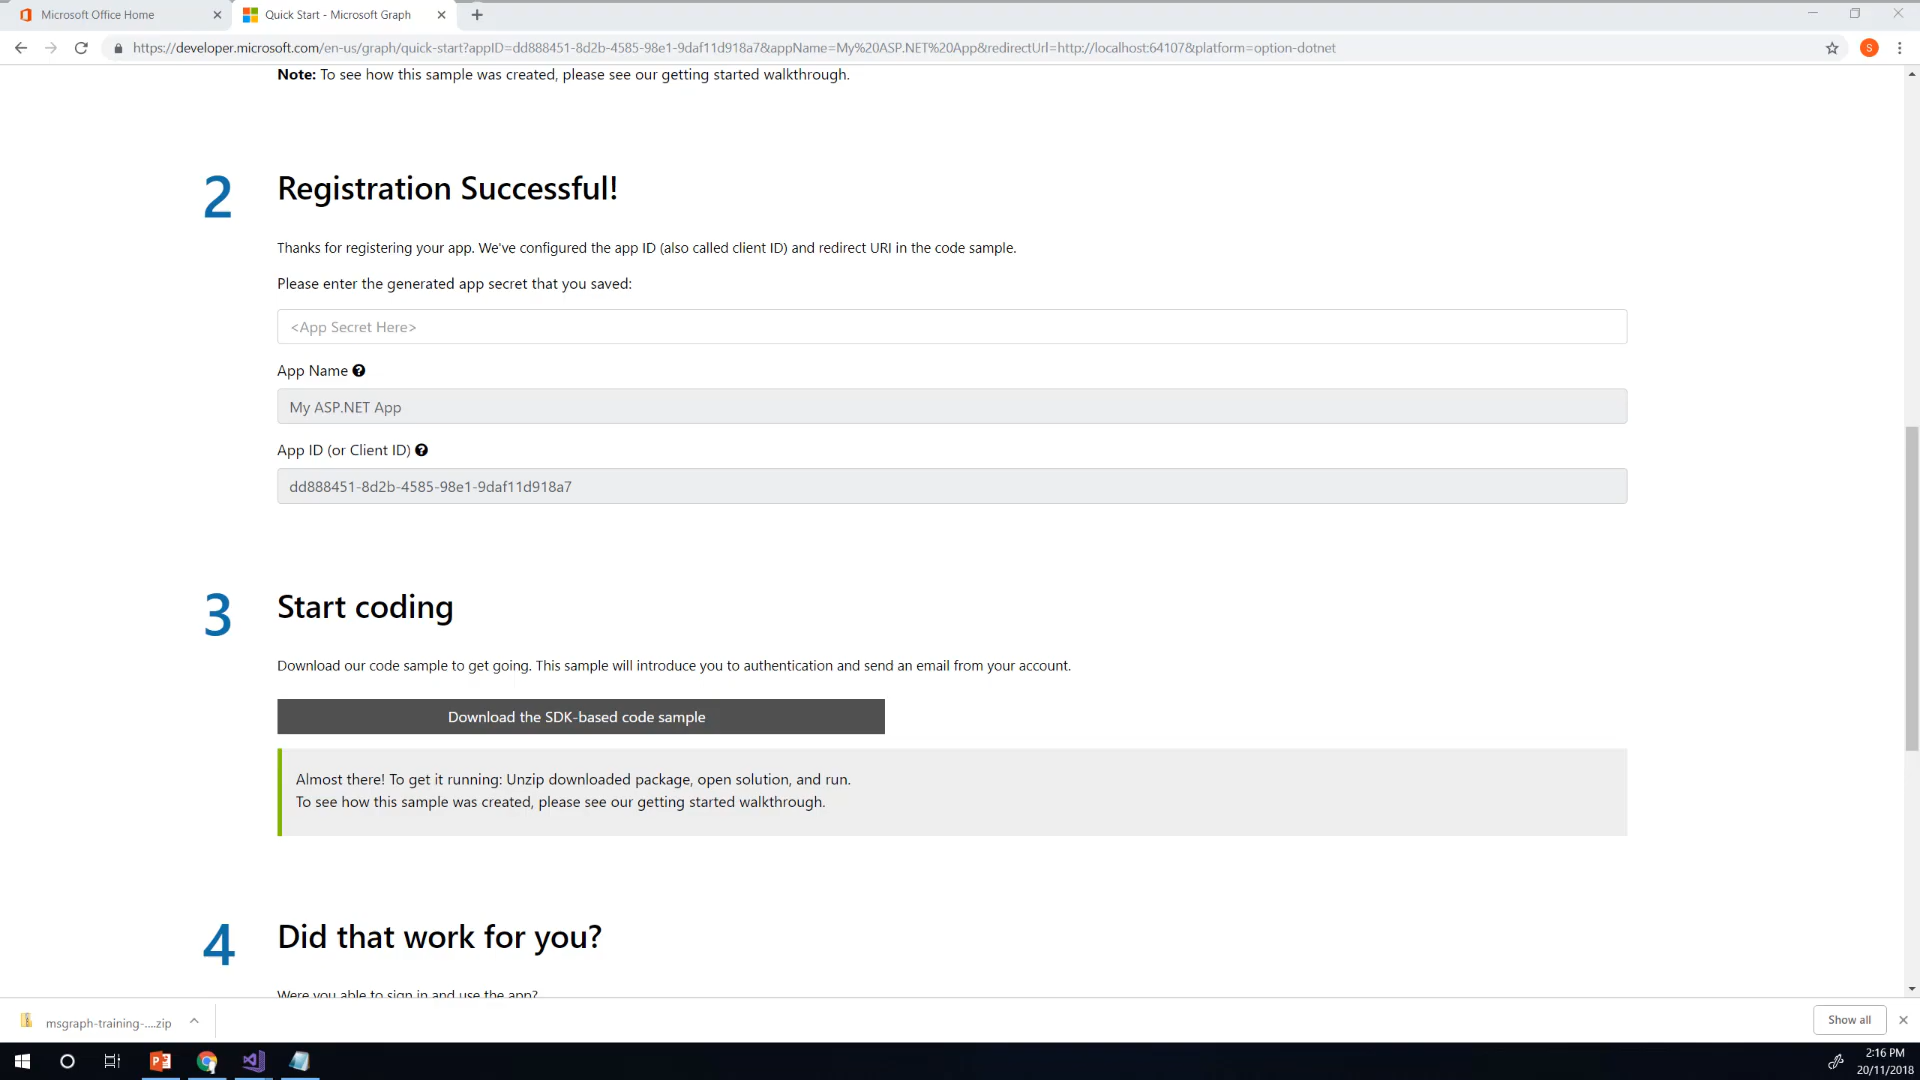 Microsoft Office Home
Quick Start - Microsoft Graph
https://developer.microsoft.com/en-us/graph/quick-start?appID=dd888451-8d2b-4585-98e1-9daf11d918a7&appName=My%20ASP.NET%20App&redirectUrl=http://localhost:64107&platform=option-dotnet
S
Note: To see how this sample was created, please see our getting started walkthrough.
2
Registration Successful!
Thanks for registering your app. We've configured the app ID (also called client ID) and redirect URI in the code sample.
Please enter the generated app secret that you saved:
<App Secret Here>
App Name ?
My ASP.NET App
App ID (or Client ID) ?
dd888451-8d2b-4585-98e1-9daf11d918a7
3
Start coding
Download our code sample to get going. This sample will introduce you to authentication and send an email from your account.
Download the SDK-based code sample
Almost there! To get it running: Unzip downloaded package, open solution, and run.
To see how this sample was created, please see our getting started walkthrough.
4
Did that work for you?
Were you able to sign in and use the app?
msgraph-training-....zip
Show all
2:16 PM
20/11/2018